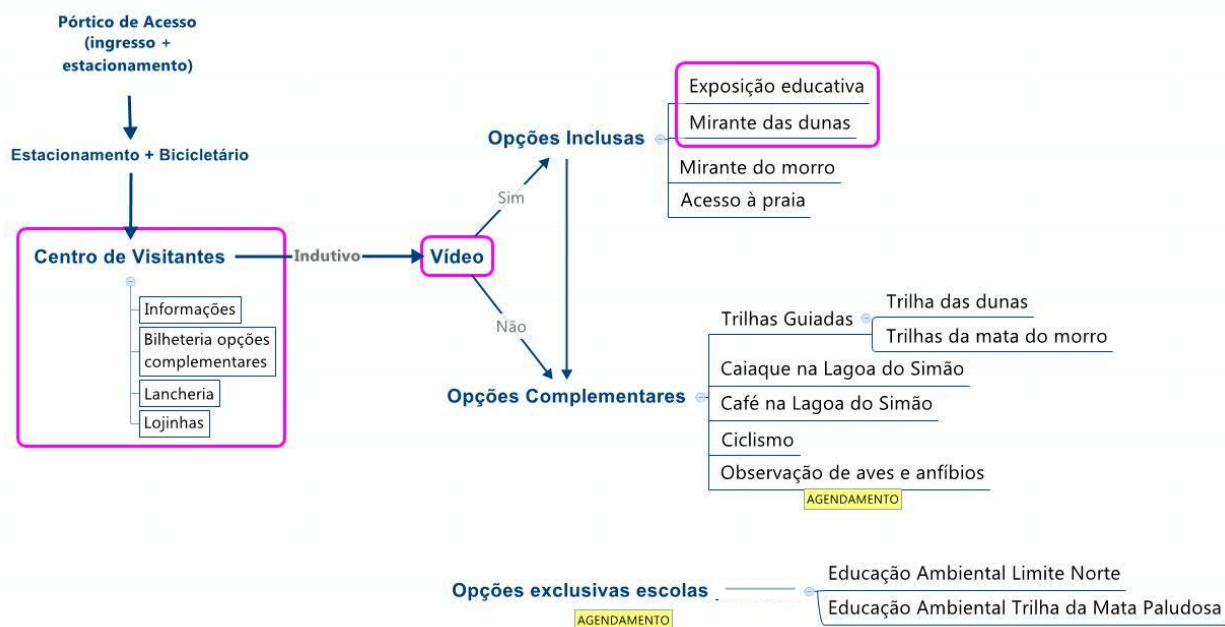 Pórtico de Acesso
(ingresso +
estacionamento)
Estacionamento + Bicicletário
Centro de Visitantes
Informações
Bilheteria opções
complementares
Lancheria
Lojinhas
Indutivo
Vídeo
Sim
Não
Opções Inclusas
Exposição educativa
Mirante das dunas
Mirante do morro
Acesso à praia
Opções Complementares
Trilhas Guiadas
Trilha das dunas
Trilhas da mata do morro
Caiaque na Lagoa do Simão
Café na Lagoa do Simão
Ciclismo
Observação de aves e anfíbios
AGENDAMENTO
Opções exclusivas escolas
AGENDAMENTO
Educação Ambiental Limite Norte
Educação Ambiental Trilha da Mata Paludosa